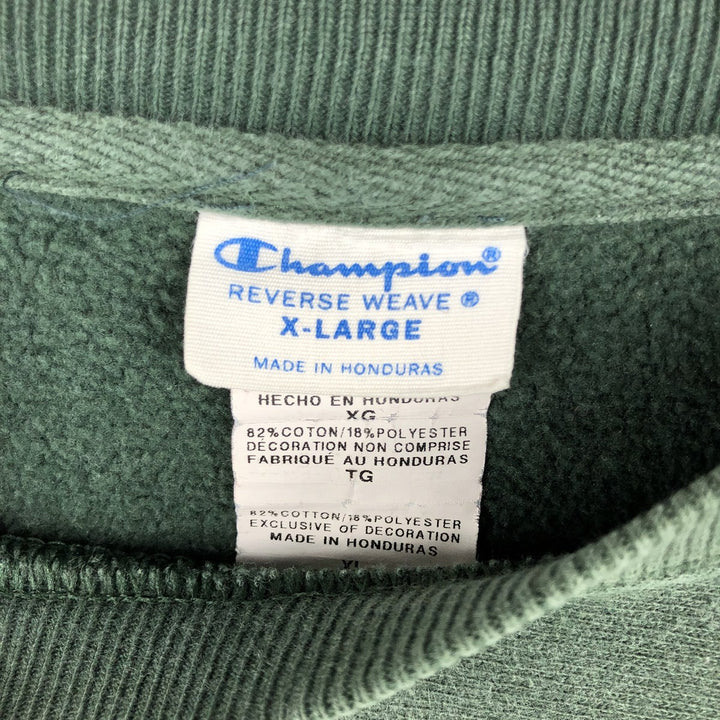 Champion®
REVERSE WEAVE ®
X-LARGE
MADE IN HONDURAS
HECHO EN HONDURAS
XG
82%COTON/18%POLYESTER
DÉCORATION NON COMPRISE
FABRIQUÉ AU HONDURAS
TG
82%COTTON/18%POLYESTER
EXCLUSIVE OF DECORATION
MADE IN HONDURAS
XL